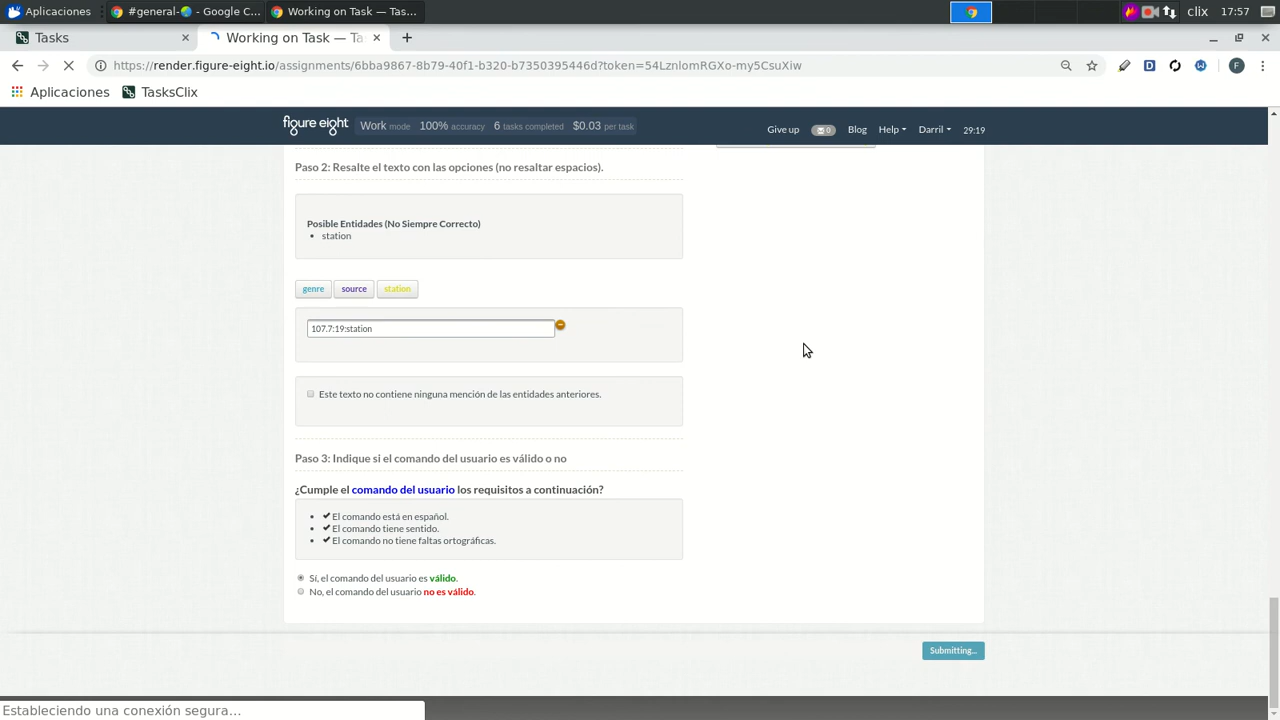 Aplicaciones
#general-🌏 - Google C...
Working on Task — Tas...
clix
17:57
Tasks
Working on Task — Ta
https://render.figure-eight.io/assignments/6bba9867-8b79-40f1-b320-b7350395446d?token=54LznlomRGXo-my5CsuXiw
F
Aplicaciones
TasksClix
figure eight
Work mode
100% accuracy
6 tasks completed
$0.03 per task
Give up
0
Blog
Help
Darril
29:19
Paso 2: Resalte el texto con las opciones (no resaltar espacios).
Posible Entidades (No Siempre Correcto)
• station
genre
source
station
107.7:19:station
Este texto no contiene ninguna mención de las entidades anteriores.
Paso 3: Indique si el comando del usuario es válido o no
¿Cumple el comando del usuario los requisitos a continuación?
• ✔ El comando está en español.
• ✔ El comando tiene sentido.
• ✔ El comando no tiene faltas ortográficas.
Sí, el comando del usuario es válido.
No, el comando del usuario no es válido.
Submitting...
Estableciendo una conexión segura…